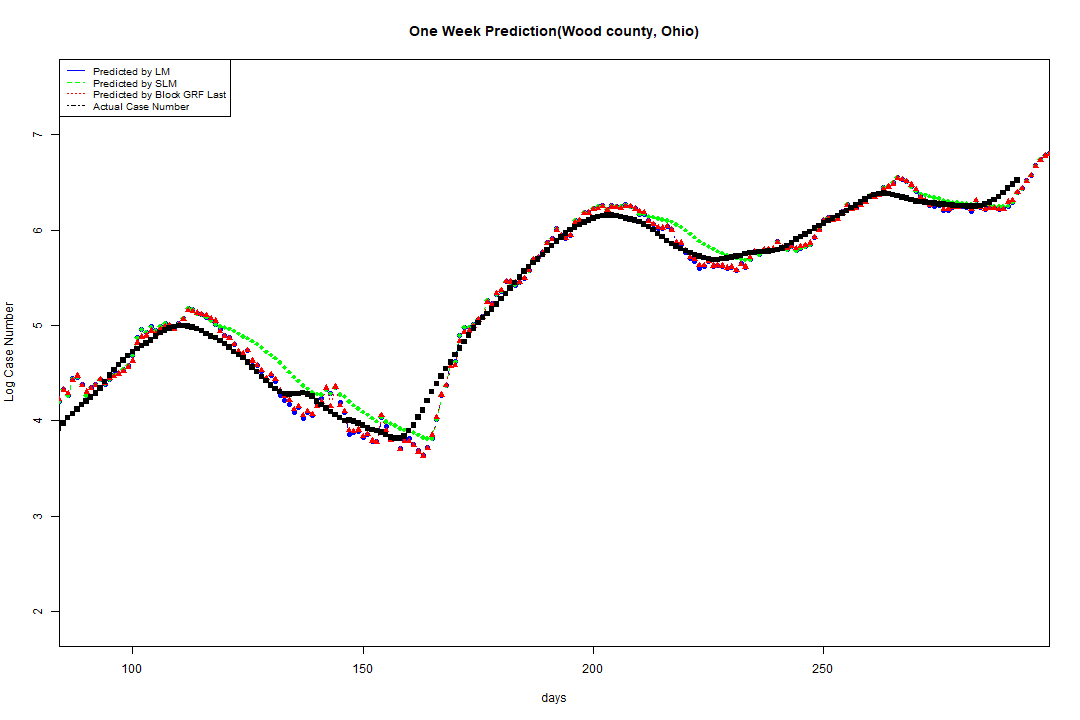 One Week Prediction(Wood county, Ohio)
Predicted by LM
Predicted by SLM
Predicted by Block GRF Last
Actual Case Number
7
6
5
4
3
2
Log Case Number
100 150 200 250
days